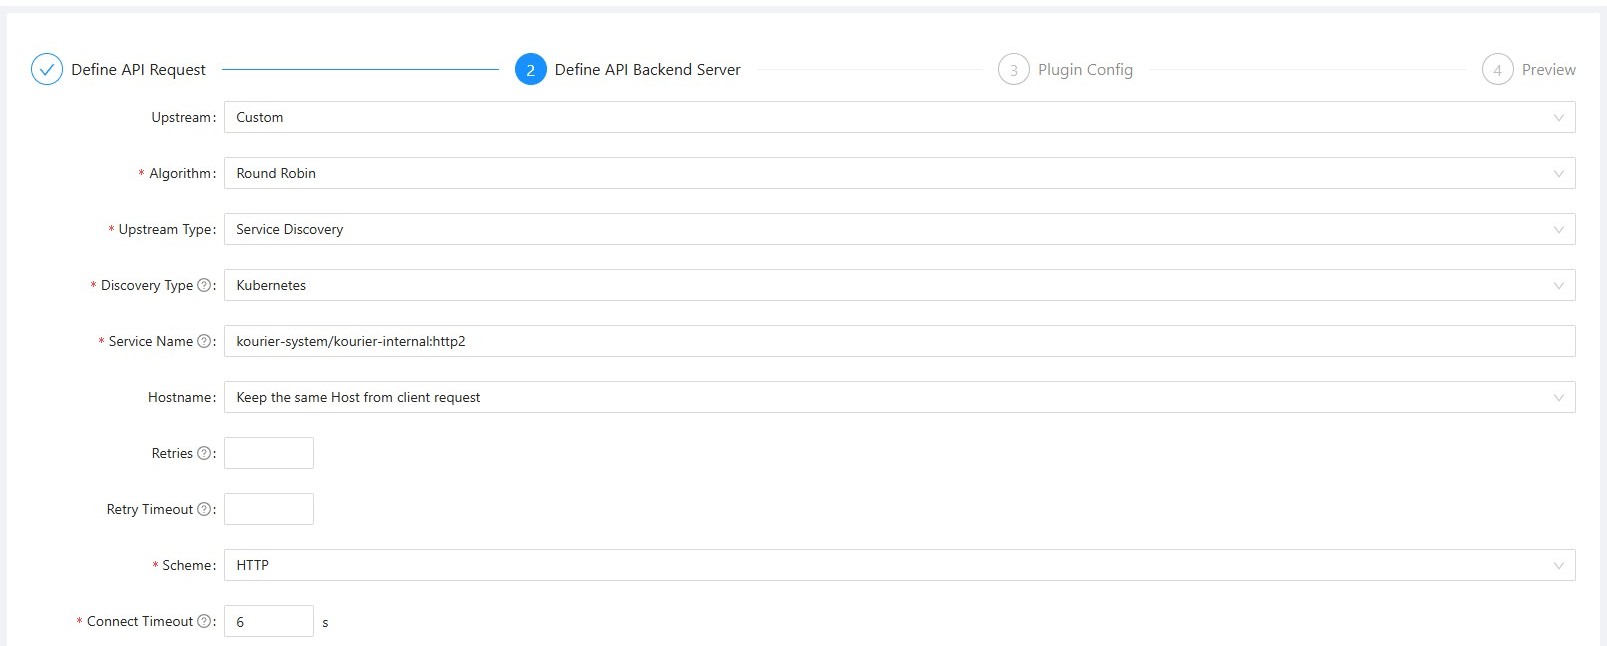 Define API Request 2 Define API Backend Server 3 Plugin Config 4 Preview
Upstream: Custom
* Algorithm: Round Robin
* Upstream Type: Service Discovery
* Discovery Type ?: Kubernetes
* Service Name ?: kourier-system/kourier-internal:http2
Hostname: Keep the same Host from client request
Retries ?:
Retry Timeout ?:
* Scheme: HTTP
* Connect Timeout ?: 6 s